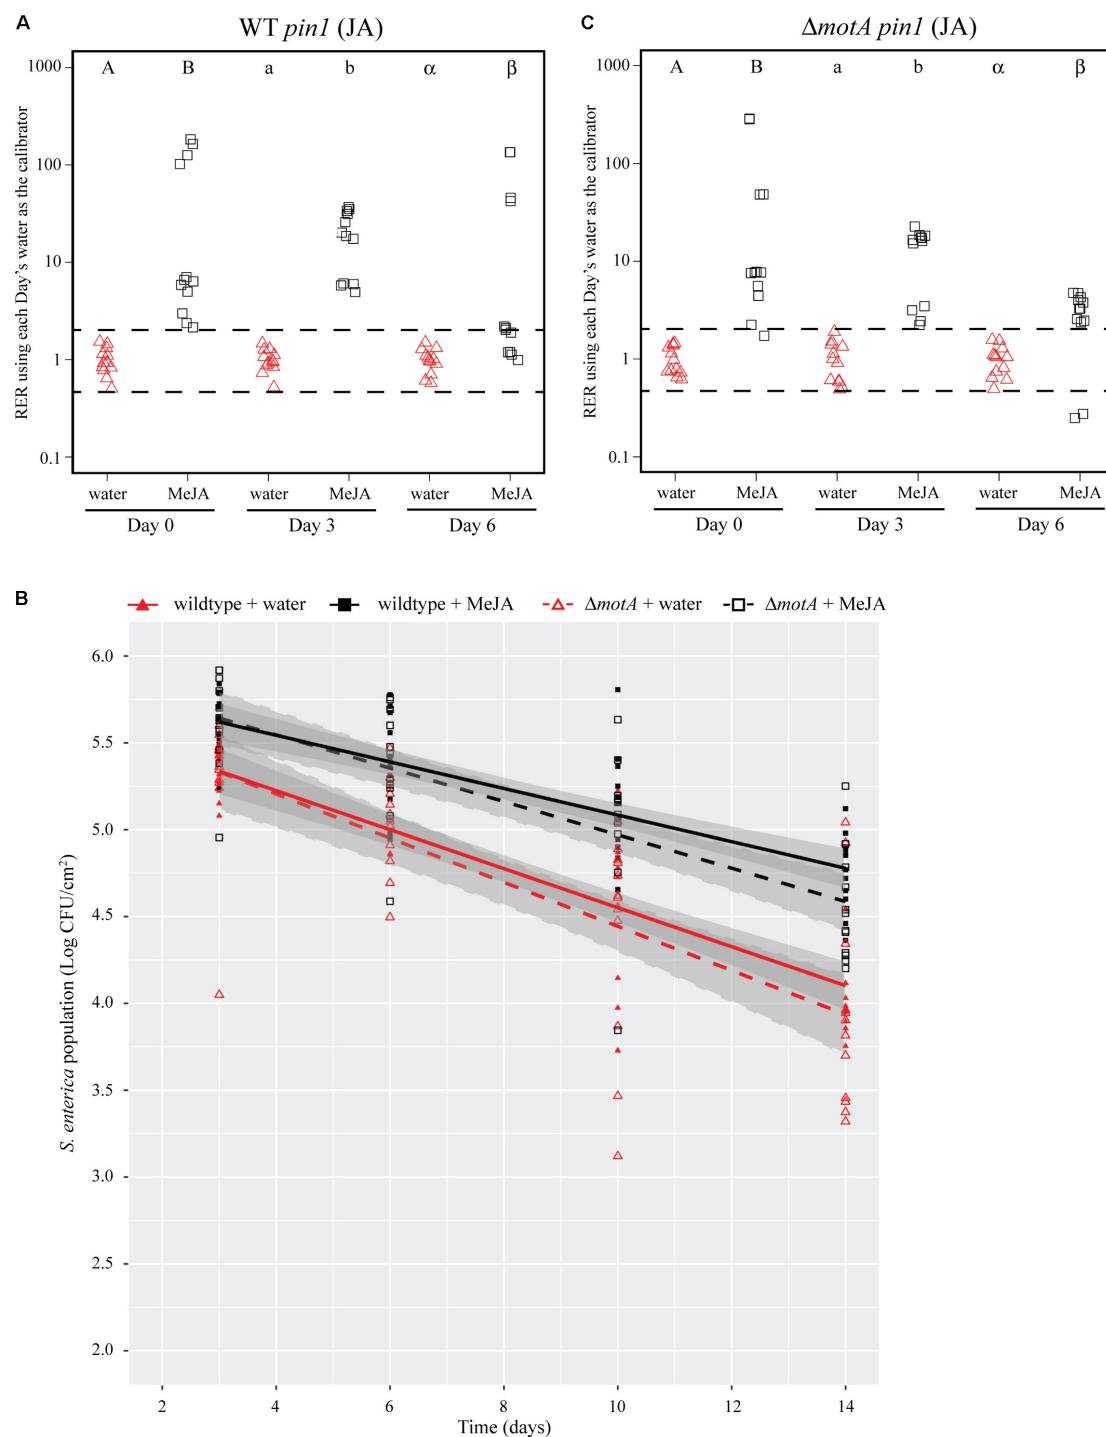 A
WT pin1 (JA)
RER using each Day's water as the calibrator
1000
100
10
1
0.1
A B a b α β
water MeJA water MeJA water MeJA
Day 0 Day 3 Day 6
C
ΔmotA pin1 (JA)
RER using each Day's water as the calibrator
1000
100
10
1
0.1
A B a b α β
water MeJA water MeJA water MeJA
Day 0 Day 3 Day 6
B
wildtype + water wildtype + MeJA ΔmotA + water ΔmotA + MeJA
S. enterica population (Log CFU/cm²)
6.0
5.5
5.0
4.5
4.0
3.5
3.0
2.5
2.0
2 4 6 8 10 12 14
Time (days)